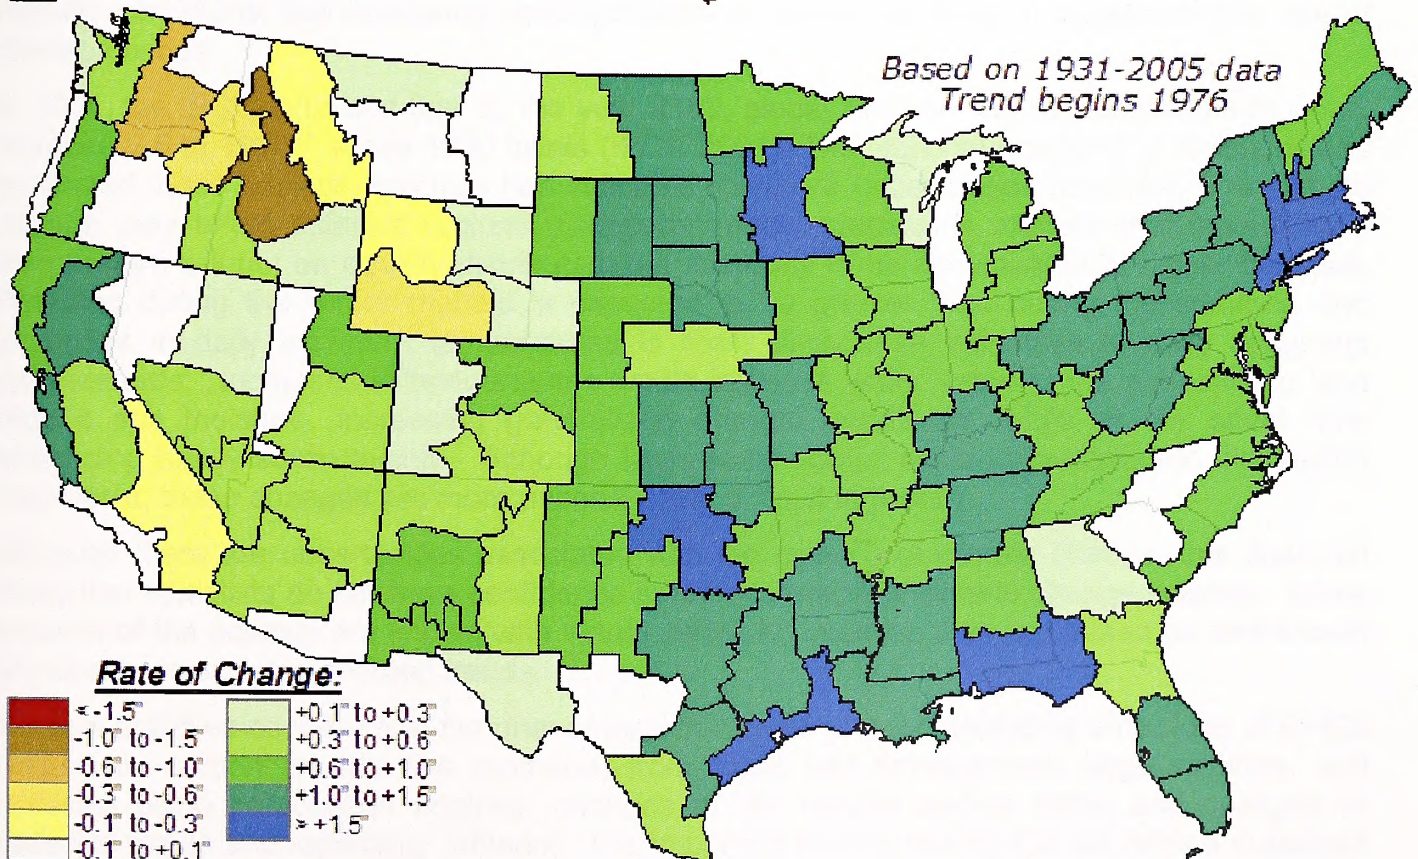 Based on 1931-2005 data
Trend begins 1976
Rate of Change:
< -1.5"
-1.0" to -1.5"
-0.6" to -1.0"
-0.3" to -0.6"
-0.1" to -0.3"
-0.1" to +0.1"
+0.1" to +0.3"
+0.3" to +0.6"
+0.6" to +1.0"
+1.0" to +1.5"
> +1.5"